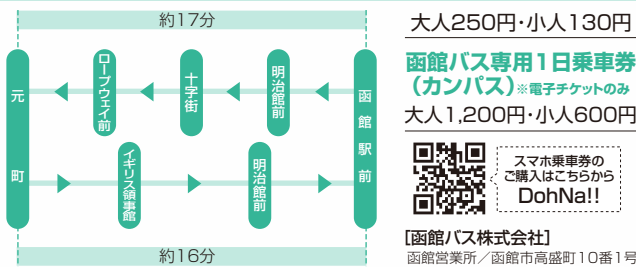 約17分
元町
ロープウェイ前
十字街
明治館前
函館駅前
イギリス領事館
明治館前
約16分
大人250円・小人130円
函館バス専用1日乗車券
(カンパス)※電子チケットのみ
大人1,200円・小人600円
スマホ乗車券の
ご購入はこちらから
DohNa!!
[函館バス株式会社]
函館営業所/函館市高盛町10番1号